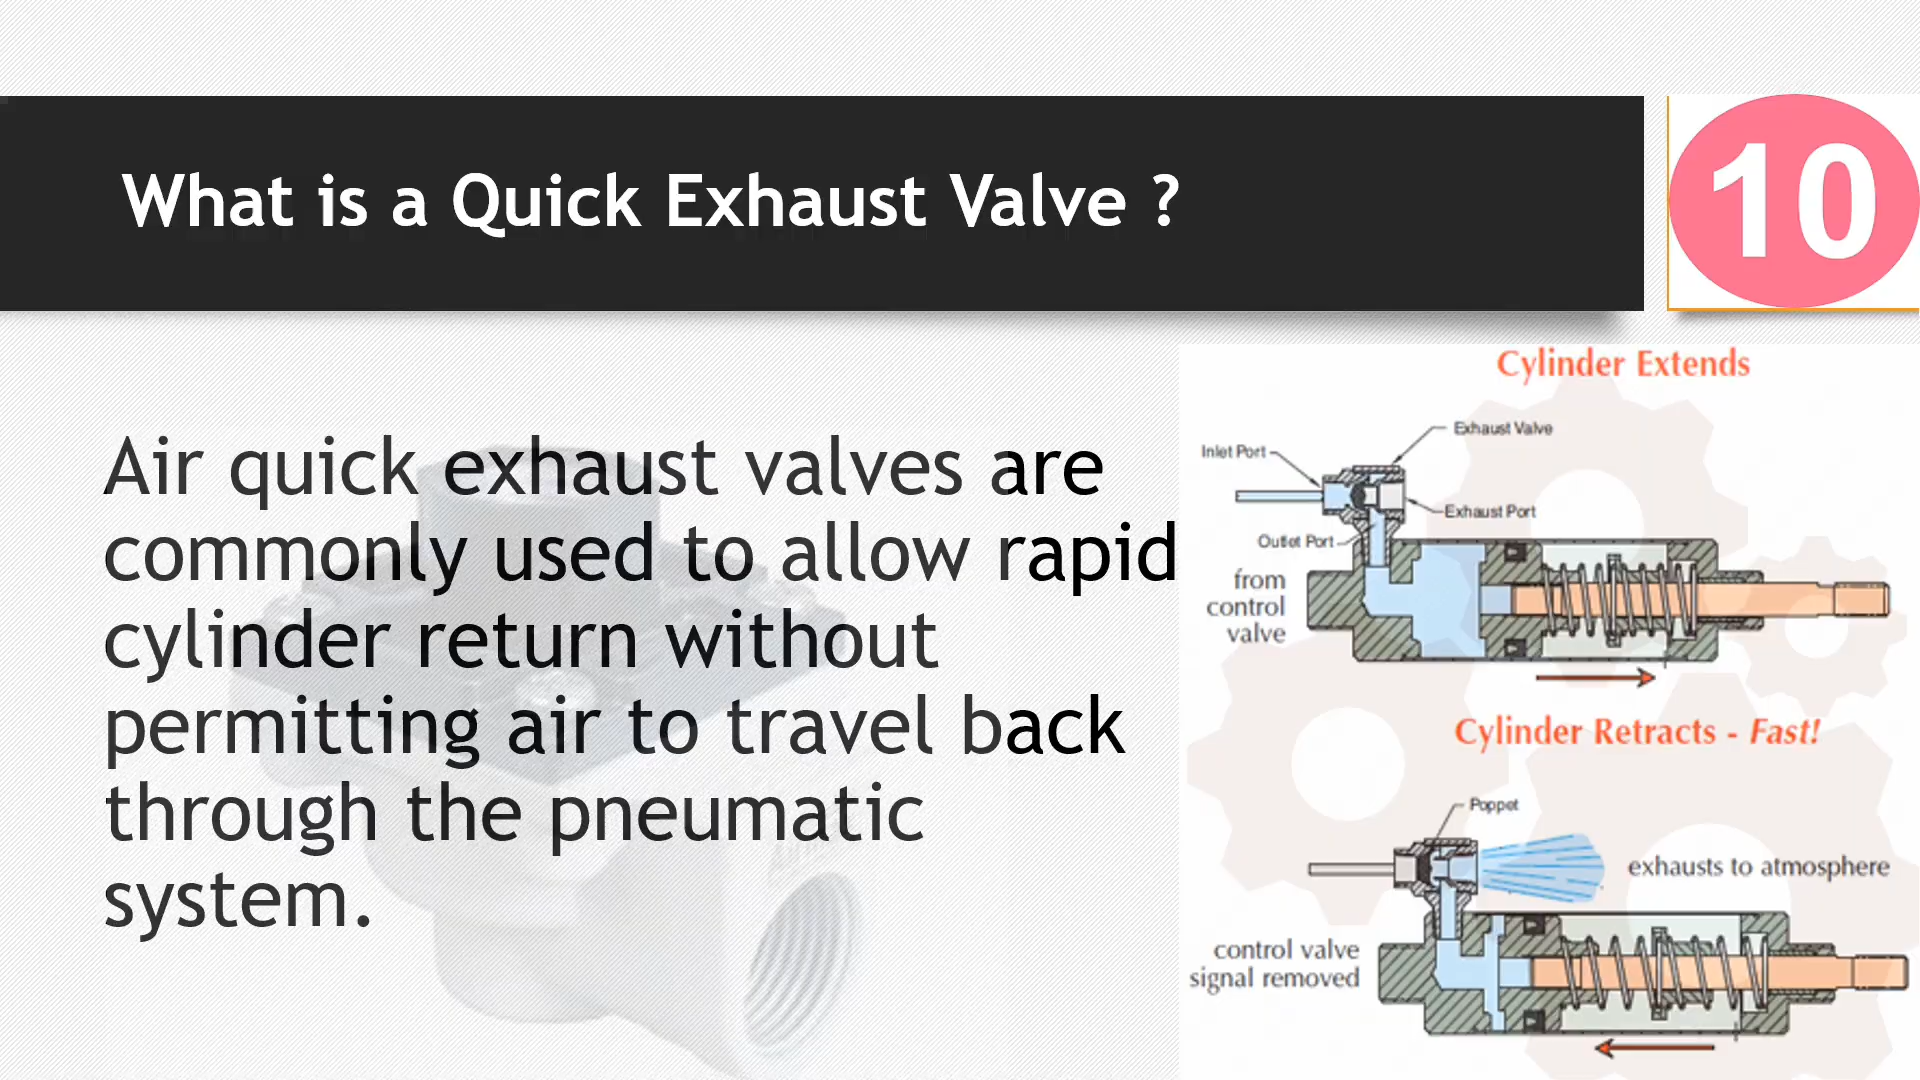 What is a Quick Exhaust Valve ?
10
Air quick exhaust valves are
commonly used to allow rapid
cylinder return without
permitting air to travel back
through the pneumatic
system.
Cylinder Extends
Exhaust Valve
Inlet Port
Exhaust Port
Outlet Port
from
control
valve
Cylinder Retracts - Fast!
Poppet
exhausts to atmosphere
control valve
signal removed